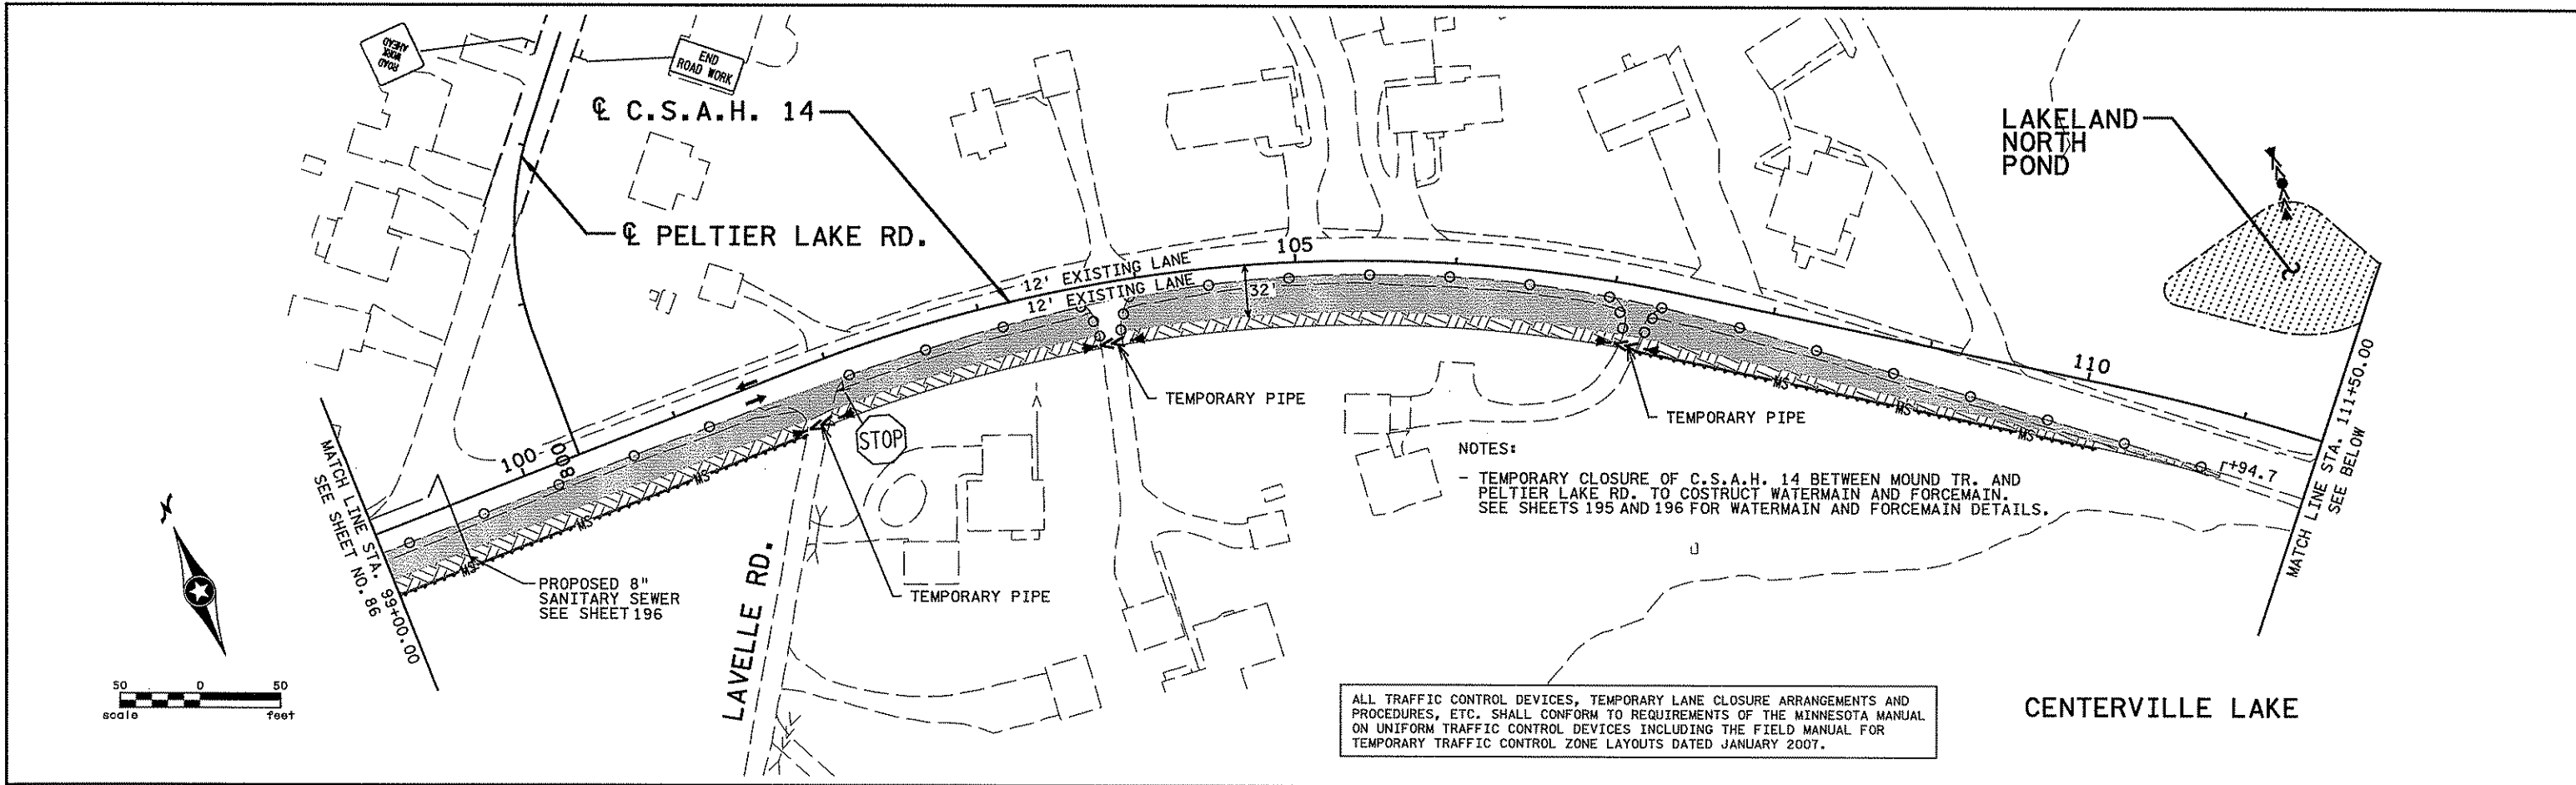 ROAD
WORK
AHEAD
END
ROAD WORK
℄ C.S.A.H. 14
℄ PELTIER LAKE RD.
LAKELAND
NORTH
POND
12' EXISTING LANE
12' EXISTING LANE
105
32'
110
100
800
r+94.7
STOP
TEMPORARY PIPE
TEMPORARY PIPE
TEMPORARY PIPE
MS
MS
MS
MS
MS
MS
NOTES:
- TEMPORARY CLOSURE OF C.S.A.H. 14 BETWEEN MOUND TR. AND
PELTIER LAKE RD. TO COSTRUCT WATERMAIN AND FORCEMAIN.
SEE SHEETS 195 AND 196 FOR WATERMAIN AND FORCEMAIN DETAILS.
MATCH LINE STA. 99+00.00
SEE SHEET NO. 86
MATCH LINE STA. 111+50.00
SEE BELOW
PROPOSED 8"
SANITARY SEWER
SEE SHEET 196
LAVELLE RD.
N
50 0 50
scale feet
ALL TRAFFIC CONTROL DEVICES, TEMPORARY LANE CLOSURE ARRANGEMENTS AND
PROCEDURES, ETC. SHALL CONFORM TO REQUIREMENTS OF THE MINNESOTA MANUAL
ON UNIFORM TRAFFIC CONTROL DEVICES INCLUDING THE FIELD MANUAL FOR
TEMPORARY TRAFFIC CONTROL ZONE LAYOUTS DATED JANUARY 2007.
CENTERVILLE LAKE